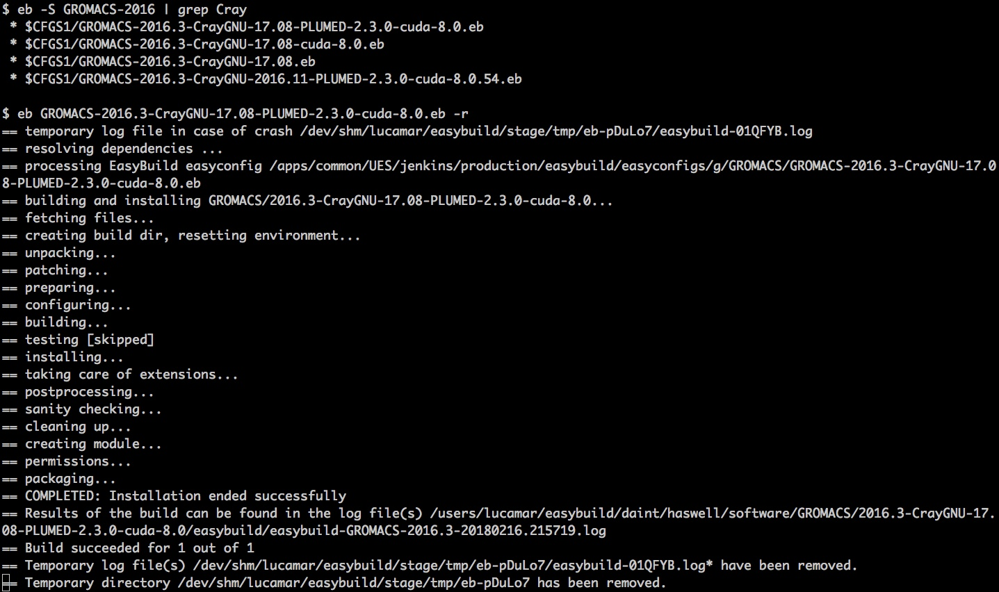 $ eb -S GROMACS-2016 | grep Cray
 * $CFGS1/GROMACS-2016.3-CrayGNU-17.08-PLUMED-2.3.0-cuda-8.0.eb
 * $CFGS1/GROMACS-2016.3-CrayGNU-17.08-cuda-8.0.eb
 * $CFGS1/GROMACS-2016.3-CrayGNU-17.08.eb
 * $CFGS1/GROMACS-2016.3-CrayGNU-2016.11-PLUMED-2.3.0-cuda-8.0.54.eb

$ eb GROMACS-2016.3-CrayGNU-17.08-PLUMED-2.3.0-cuda-8.0.eb -r
== temporary log file in case of crash /dev/shm/lucamar/easybuild/stage/tmp/eb-pDuLo7/easybuild-01QFYB.log
== resolving dependencies ...
== processing EasyBuild easyconfig /apps/common/UES/jenkins/production/easybuild/easyconfigs/g/GROMACS/GROMACS-2016.3-CrayGNU-17.0
8-PLUMED-2.3.0-cuda-8.0.eb
== building and installing GROMACS/2016.3-CrayGNU-17.08-PLUMED-2.3.0-cuda-8.0...
== fetching files...
== creating build dir, resetting environment...
== unpacking...
== patching...
== preparing...
== configuring...
== building...
== testing [skipped]
== installing...
== taking care of extensions...
== postprocessing...
== sanity checking...
== cleaning up...
== creating module...
== permissions...
== packaging...
== COMPLETED: Installation ended successfully
== Results of the build can be found in the log file(s) /users/lucamar/easybuild/daint/haswell/software/GROMACS/2016.3-CrayGNU-17.
08-PLUMED-2.3.0-cuda-8.0/easybuild/easybuild-GROMACS-2016.3-20180216.215719.log
== Build succeeded for 1 out of 1
== Temporary log file(s) /dev/shm/lucamar/easybuild/stage/tmp/eb-pDuLo7/easybuild-01QFYB.log* have been removed.
== Temporary directory /dev/shm/lucamar/easybuild/stage/tmp/eb-pDuLo7 has been removed.